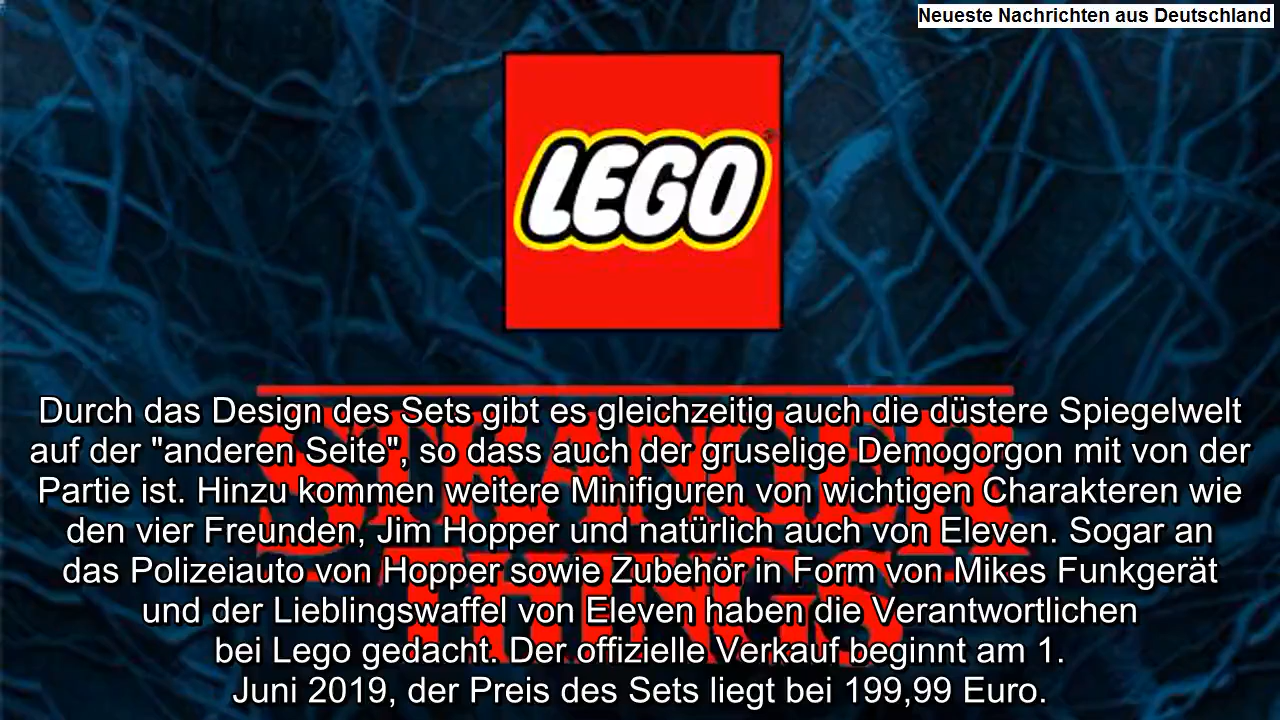 Neueste Nachrichten aus Deutschland
LEGO
®
STRANGER
THINGS
Durch das Design des Sets gibt es gleichzeitig auch die düstere Spiegelwelt
auf der "anderen Seite", so dass auch der gruselige Demogorgon mit von der
Partie ist. Hinzu kommen weitere Minifiguren von wichtigen Charakteren wie
den vier Freunden, Jim Hopper und natürlich auch von Eleven. Sogar an
das Polizeiauto von Hopper sowie Zubehör in Form von Mikes Funkgerät
und der Lieblingswaffel von Eleven haben die Verantwortlichen
bei Lego gedacht. Der offizielle Verkauf beginnt am 1.
Juni 2019, der Preis des Sets liegt bei 199,99 Euro.